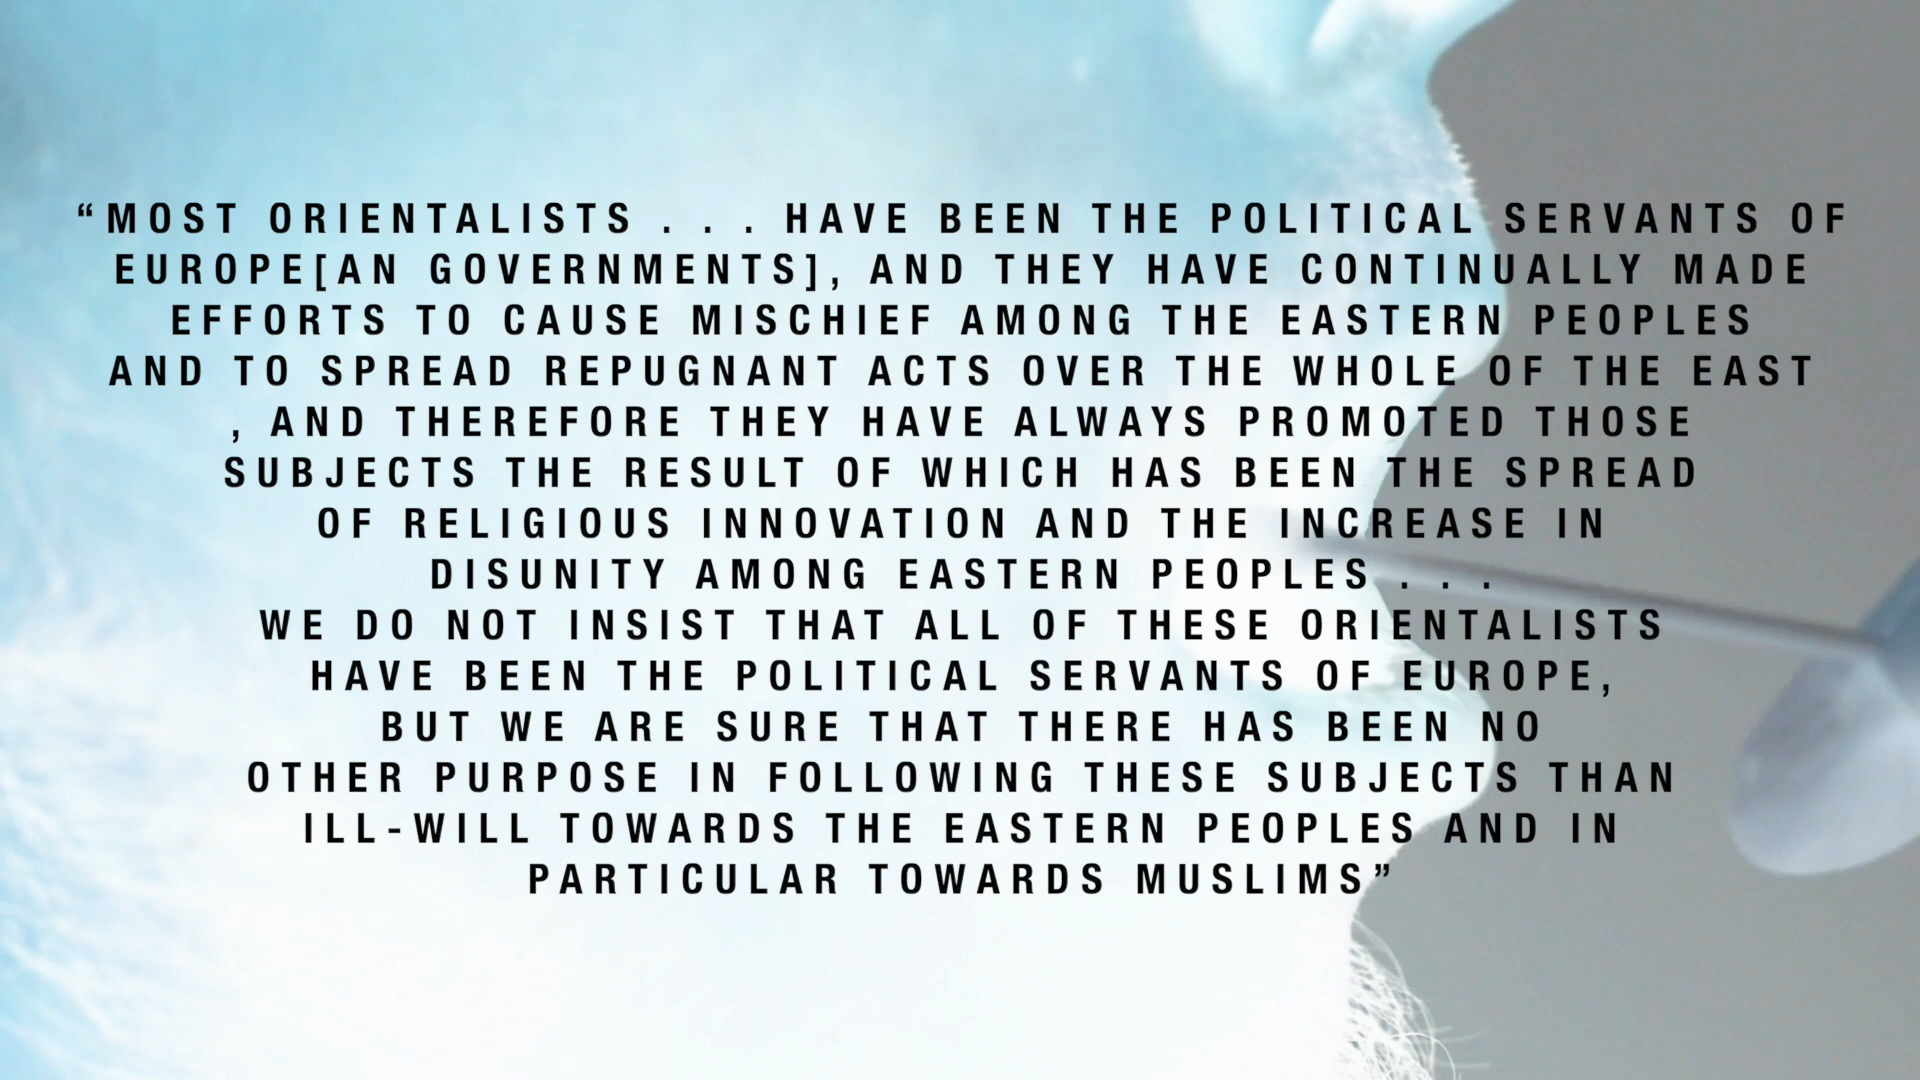 “MOST ORIENTALISTS . . . HAVE BEEN THE POLITICAL SERVANTS OF
EUROPE[AN GOVERNMENTS], AND THEY HAVE CONTINUALLY MADE
EFFORTS TO CAUSE MISCHIEF AMONG THE EASTERN PEOPLES
AND TO SPREAD REPUGNANT ACTS OVER THE WHOLE OF THE EAST
, AND THEREFORE THEY HAVE ALWAYS PROMOTED THOSE
SUBJECTS THE RESULT OF WHICH HAS BEEN THE SPREAD
OF RELIGIOUS INNOVATION AND THE INCREASE IN
DISUNITY AMONG EASTERN PEOPLES . . .
WE DO NOT INSIST THAT ALL OF THESE ORIENTALISTS
HAVE BEEN THE POLITICAL SERVANTS OF EUROPE,
BUT WE ARE SURE THAT THERE HAS BEEN NO
OTHER PURPOSE IN FOLLOWING THESE SUBJECTS THAN
ILL-WILL TOWARDS THE EASTERN PEOPLES AND IN
PARTICULAR TOWARDS MUSLIMS”